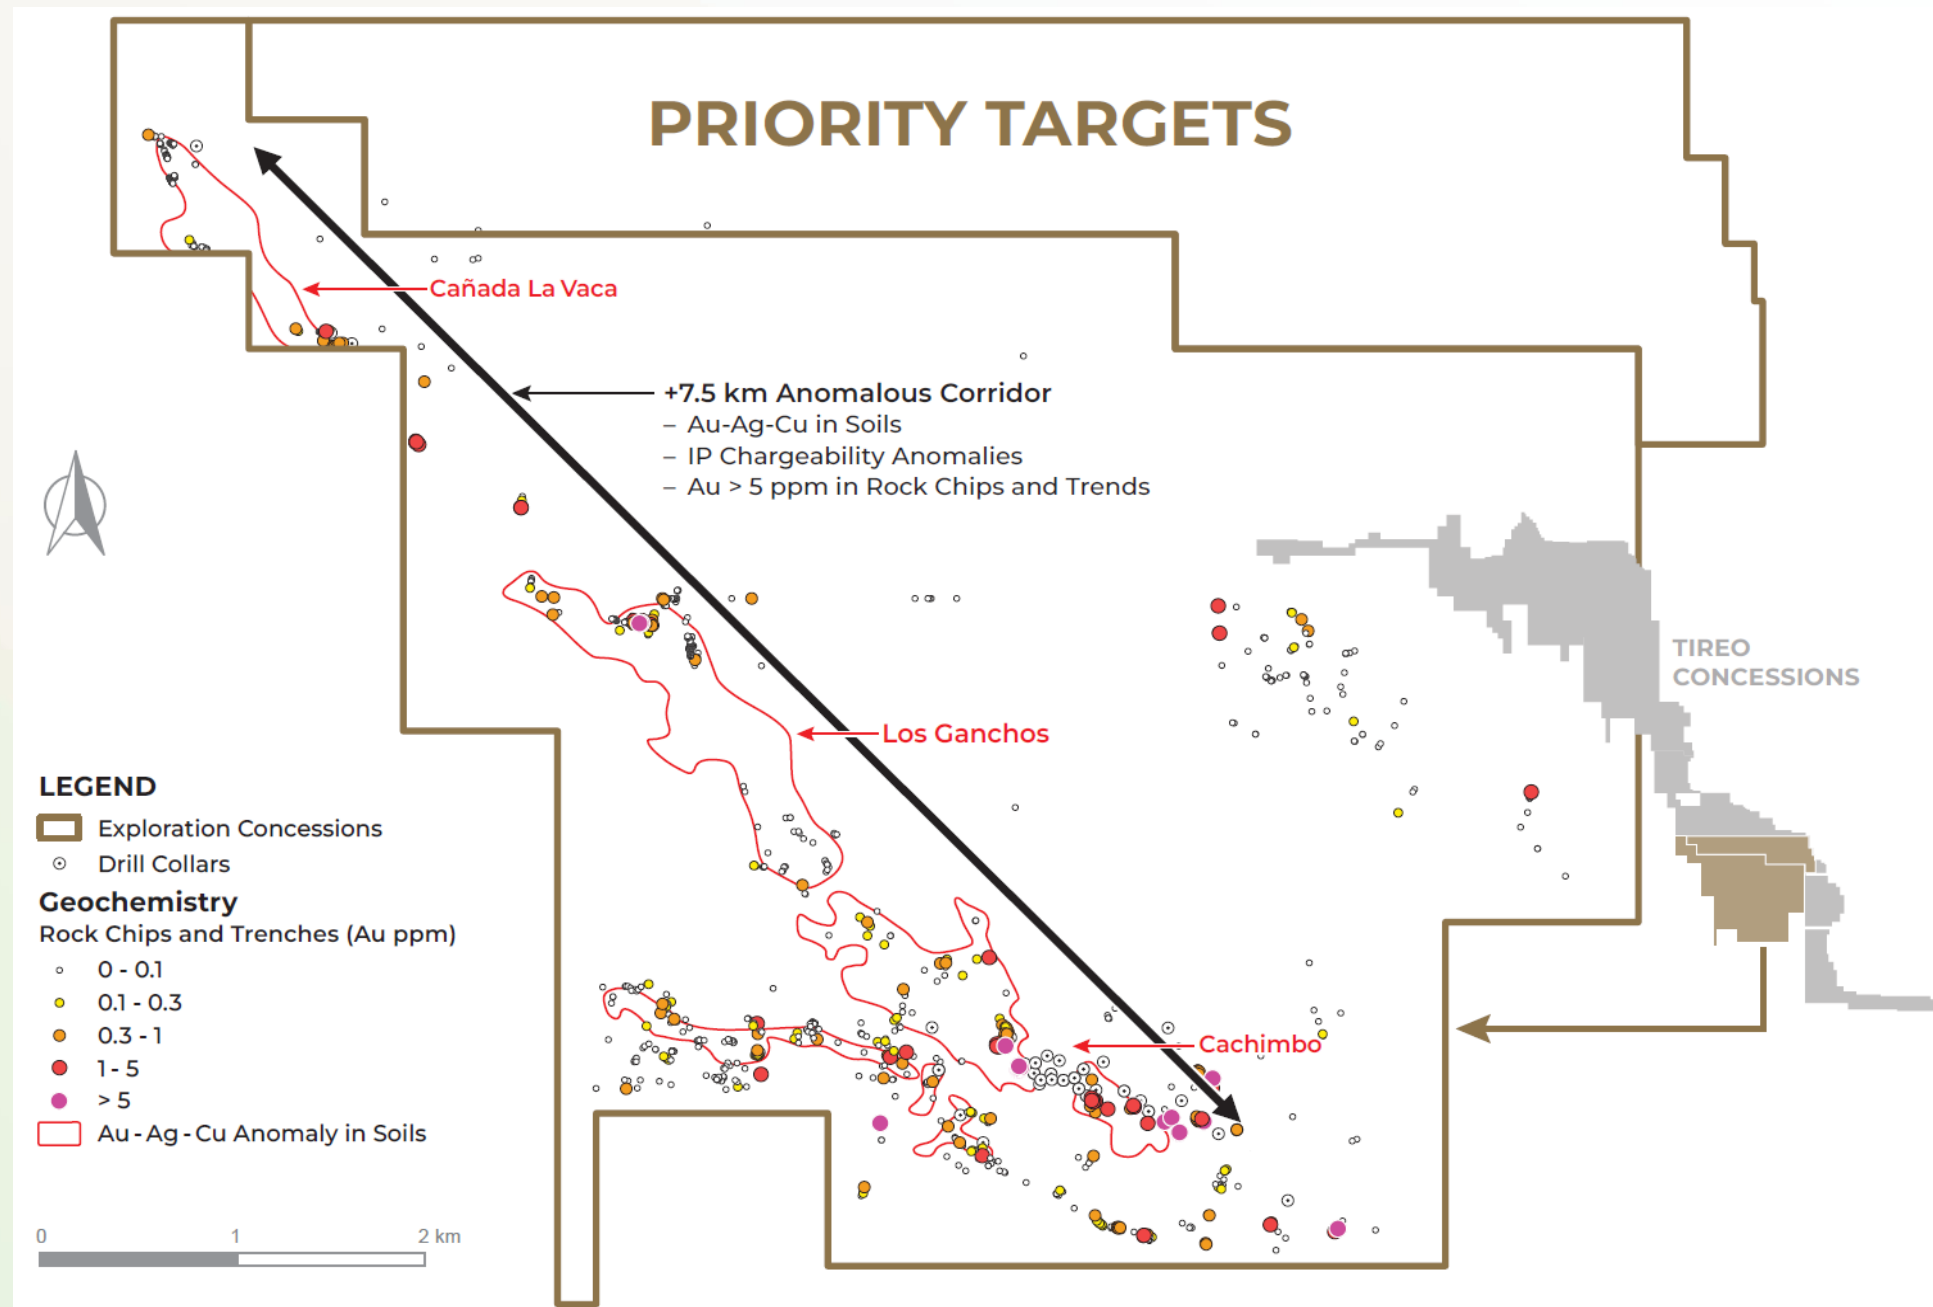 PRIORITY TARGETS
Cañada La Vaca
+7.5 km Anomalous Corridor
– Au-Ag-Cu in Soils
– IP Chargeability Anomalies
– Au > 5 ppm in Rock Chips and Trends
TIREO
CONCESSIONS
Los Ganchos
Cachimbo
LEGEND
Exploration Concessions
Drill Collars
Geochemistry
Rock Chips and Trenches (Au ppm)
0 - 0.1
0.1 - 0.3
0.3 - 1
1 - 5
> 5
Au - Ag - Cu Anomaly in Soils
0 1 2 km